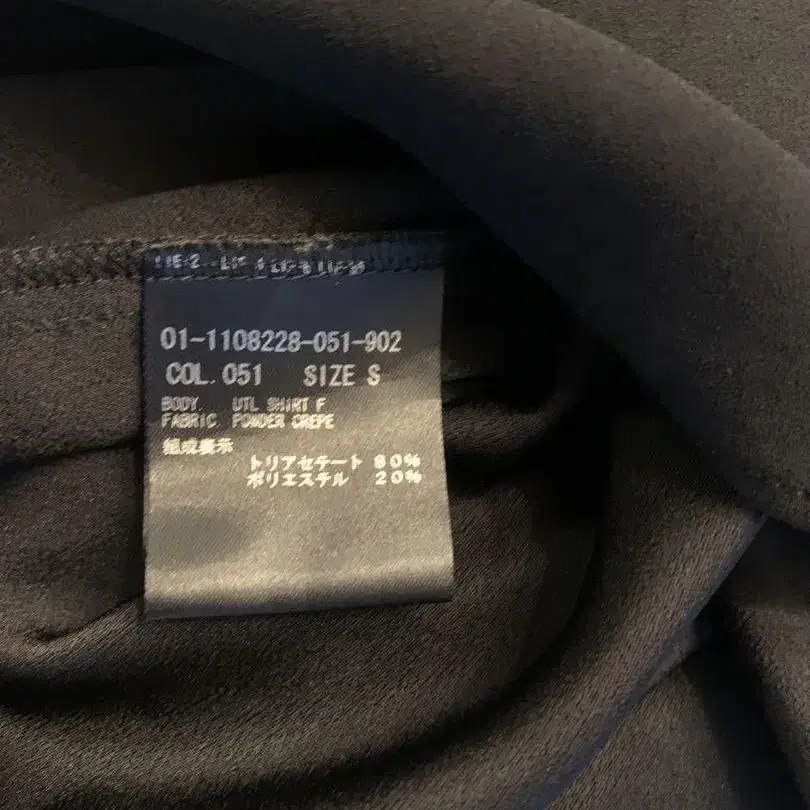 01-1108228-051-902
COL. 051 SIZE S
BODY. UTL SHIRT F
FABRIC. POWDER CREPE
組成表示
トリアセテート 80%
ポリエステル 20%